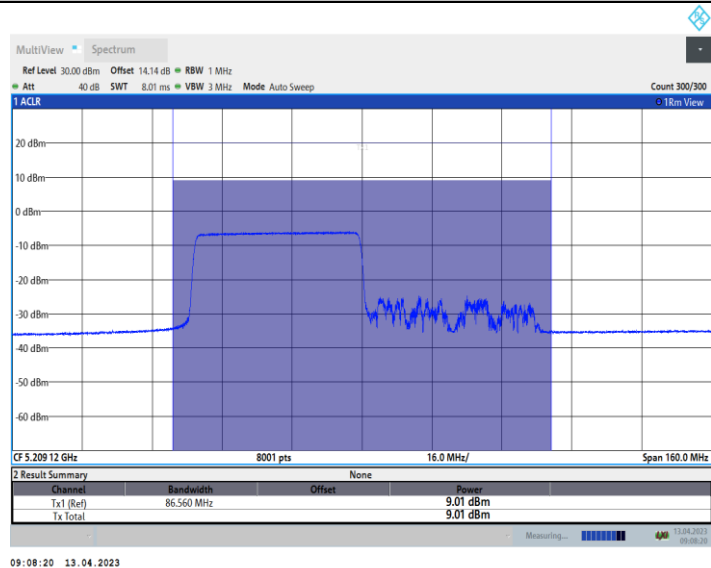 MultiView Spectrum
Ref Level 30.00 dBm Offset 14.14 dB RBW 1 MHz
Att 40 dB SWT 8.01 ms VBW 3 MHz Mode Auto Sweep Count 300/300
1 ACLR 1Rm View
20 dBm
10 dBm
0 dBm
-10 dBm
-20 dBm
-30 dBm
-40 dBm
-50 dBm
-60 dBm
CF 5.20912 GHz 8001 pts 16.0 MHz/ Span 160.0 MHz
2 Result Summary None
Channel Bandwidth Offset Power
Tx1 (Ref) 86.560 MHz 9.01 dBm
Tx Total 9.01 dBm
Measuring... 13.04.2023
09:08:20
09:08:20 13.04.2023